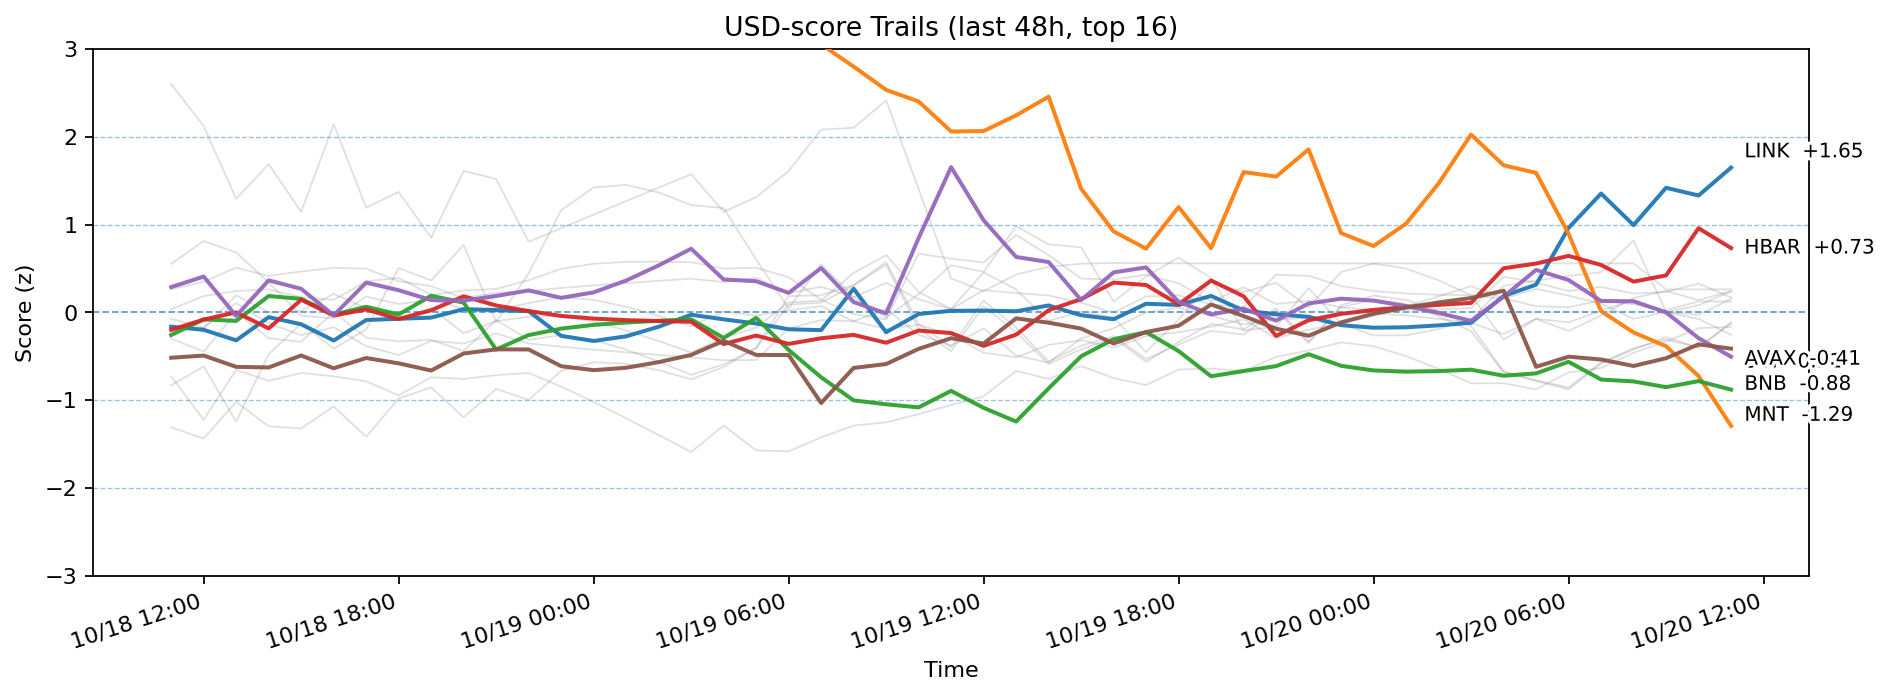 USD-score Trails (last 48h, top 16)
Score (z)
3
2
1
0
−1
−2
−3
LINK +1.65
HBAR +0.73
AVAX -0.41
BNB -0.88
MNT -1.29
10/18 12:00
10/18 18:00
10/19 00:00
10/19 06:00
10/19 12:00
10/19 18:00
10/20 00:00
10/20 06:00
10/20 12:00
Time